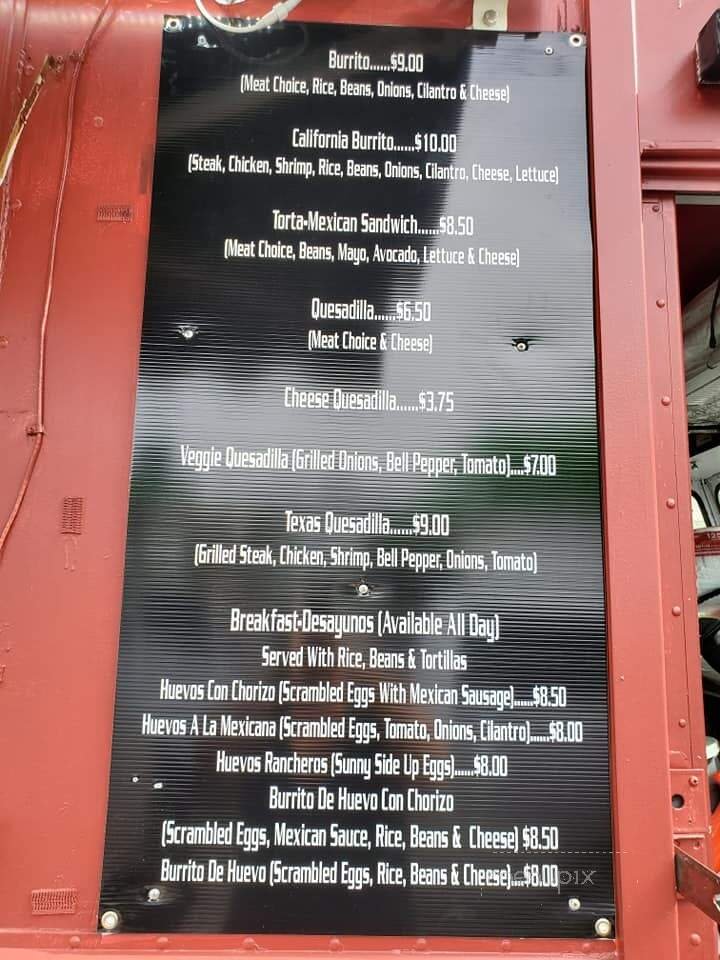 Burrito......$9.00
(Meat Choice, Rice, Beans, Onions, Cilantro & Cheese)
California Burrito......$10.00
(Steak, Chicken, Shrimp, Rice, Beans, Onions, Cilantro, Cheese, Lettuce)
Torta-Mexican Sandwich......$8.50
(Meat Choice, Beans, Mayo, Avocado, Lettuce & Cheese)
Quesadilla......$6.50
(Meat Choice & Cheese)
Cheese Quesadilla......$3.75
Veggie Quesadilla (Grilled Onions, Bell Pepper, Tomato)....$7.00
Texas Quesadilla......$9.00
(Grilled Steak, Chicken, Shrimp, Bell Pepper, Onions, Tomato)
Breakfast-Desayunos (Available All Day)
Served With Rice, Beans & Tortillas
Huevos Con Chorizo (Scrambled Eggs With Mexican Sausage)......$8.50
Huevos A La Mexicana (Scrambled Eggs, Tomato, Onions, Cilantro)......$8.00
Huevos Rancheros (Sunny Side Up Eggs)......$8.00
Burrito De Huevo Con Chorizo
(Scrambled Eggs, Mexican Sauce, Rice, Beans & Cheese) $8.50
Burrito De Huevo (Scrambled Eggs, Rice, Beans & Cheese)....$8.00